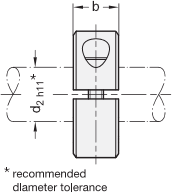 b
d2 h11*
* recommended
diameter tolerance